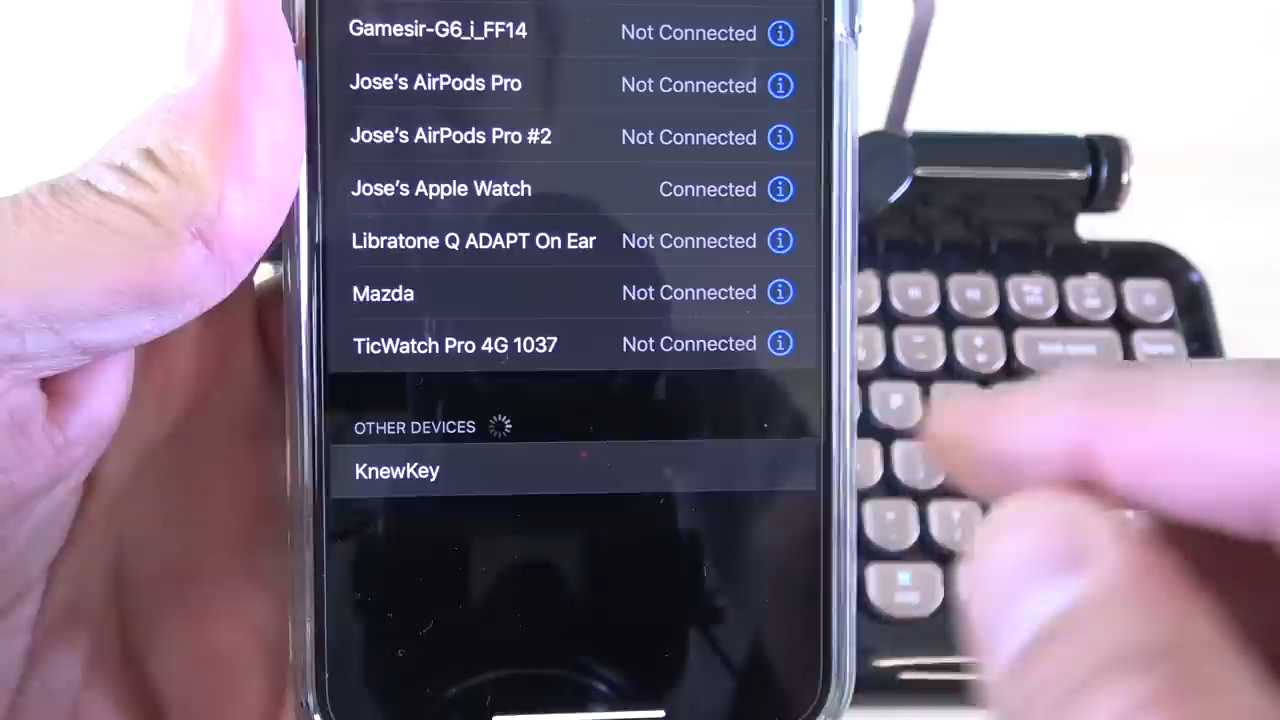 Gamesir-G6_i_FF14 Not Connected
Jose's AirPods Pro Not Connected
Jose's AirPods Pro #2 Not Connected
Jose's Apple Watch Connected
Libratone Q ADAPT On Ear Not Connected
Mazda Not Connected
TicWatch Pro 4G 1037 Not Connected
OTHER DEVICES
KnewKey
P